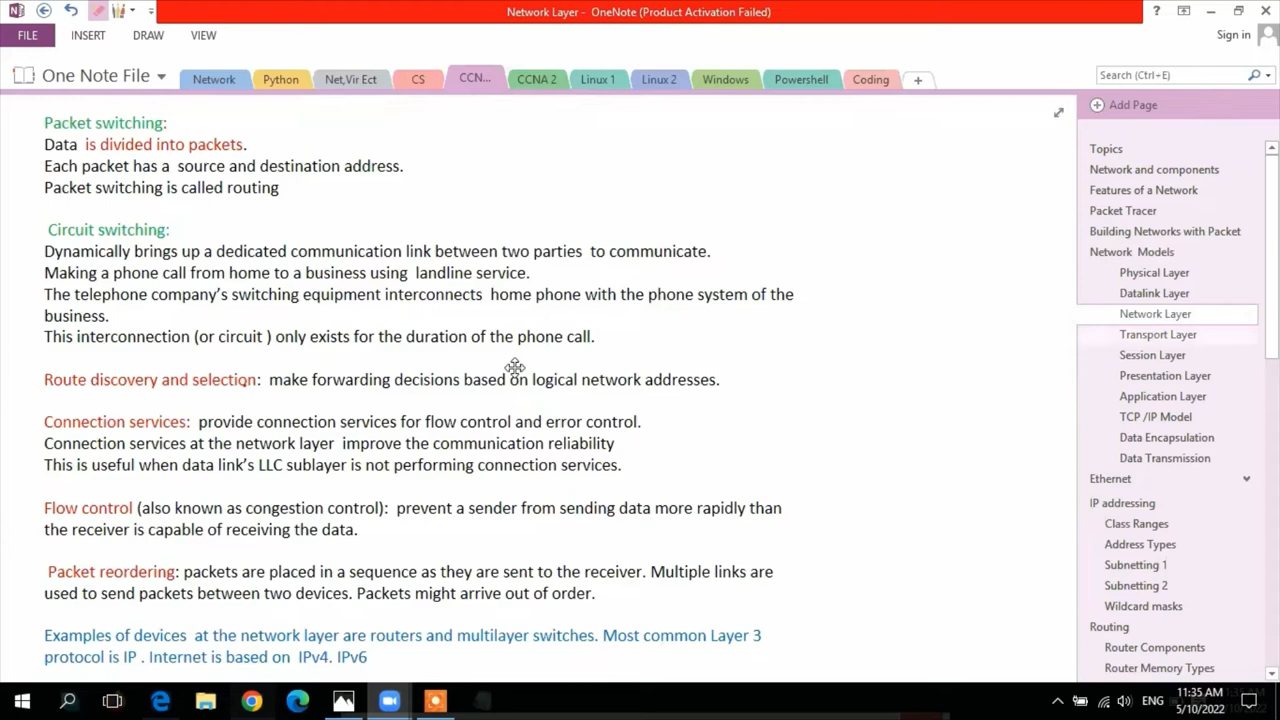 Network Layer - OneNote (Product Activation Failed)
FILE INSERT DRAW VIEW
Sign in
One Note File
Network Python Net,Vir Ect CS CCN... CCNA 2 Linux 1 Linux 2 Windows Powershell Coding +
Search (Ctrl+E)
Packet switching:
Data is divided into packets.
Each packet has a source and destination address.
Packet switching is called routing
Circuit switching:
Dynamically brings up a dedicated communication link between two parties to communicate.
Making a phone call from home to a business using landline service.
The telephone company's switching equipment interconnects home phone with the phone system of the
business.
This interconnection (or circuit ) only exists for the duration of the phone call.
Route discovery and selection: make forwarding decisions based on logical network addresses.
Connection services: provide connection services for flow control and error control.
Connection services at the network layer improve the communication reliability
This is useful when data link's LLC sublayer is not performing connection services.
Flow control (also known as congestion control): prevent a sender from sending data more rapidly than
the receiver is capable of receiving the data.
Packet reordering: packets are placed in a sequence as they are sent to the receiver. Multiple links are
used to send packets between two devices. Packets might arrive out of order.
Examples of devices at the network layer are routers and multilayer switches. Most common Layer 3
protocol is IP . Internet is based on IPv4. IPv6
Add Page
Topics
Network and components
Features of a Network
Packet Tracer
Building Networks with Packet
Network Models
Physical Layer
Datalink Layer
Network Layer
Transport Layer
Session Layer
Presentation Layer
Application Layer
TCP /IP Model
Data Encapsulation
Data Transmission
Ethernet
IP addressing
Class Ranges
Address Types
Subnetting 1
Subnetting 2
Wildcard masks
Routing
Router Components
Router Memory Types
ENG
11:35 AM
5/10/2022